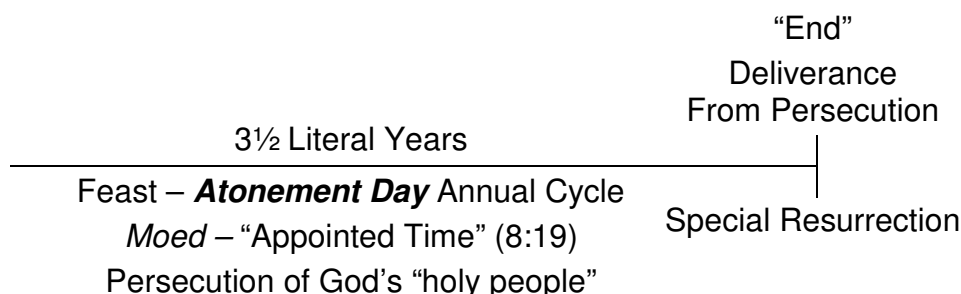 “End”
Deliverance
From Persecution
3½ Literal Years
Feast – Atonement Day Annual Cycle
Special Resurrection
Moed – “Appointed Time” (8:19)
Persecution of God’s “holy people”